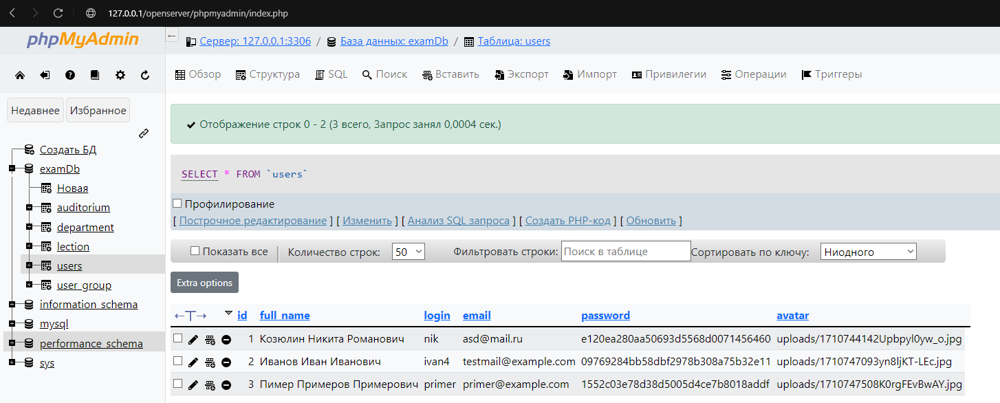 127.0.0.1/openserver/phpmyadmin/index.php
phpMyAdmin
Недавнее Избранное
Создать БД
examDb
Новая
auditorium
department
lection
users
user_group
information_schema
mysql
performance_schema
sys
Сервер: 127.0.0.1:3306 / База данных: examDb / Таблица: users
Обзор Структура SQL Поиск Вставить Экспорт Импорт Привилегии Операции Триггеры
Отображение строк 0 - 2 (3 всего, Запрос занял 0,0004 сек.)
SELECT * FROM `users`
Профилирование
[ Построчное редактирование ] [ Изменить ] [ Анализ SQL запроса ] [ Создать PHP-код ] [ Обновить ]
Показать все Количество строк: 50 Фильтровать строки: Поиск в таблице Сортировать по ключу: Ниодного
Extra options
←T→ id full_name login email password avatar
1 Козюлин Никита Романович nik asd@mail.ru e120ea280aa50693d5568d0071456460 uploads/1710744142Upbpyl0yw_o.jpg
2 Иванов Иван Иванович ivan4 testmail@example.com 09769284bb58dbf2978b308a75b32e11 uploads/1710747093yn8ljKT-LEc.jpg
3 Пимер Примеров Примерович primer primer@example.com 1552c03e78d38d5005d4ce7b8018addf uploads/1710747508K0rgFEvBwAY.jpg